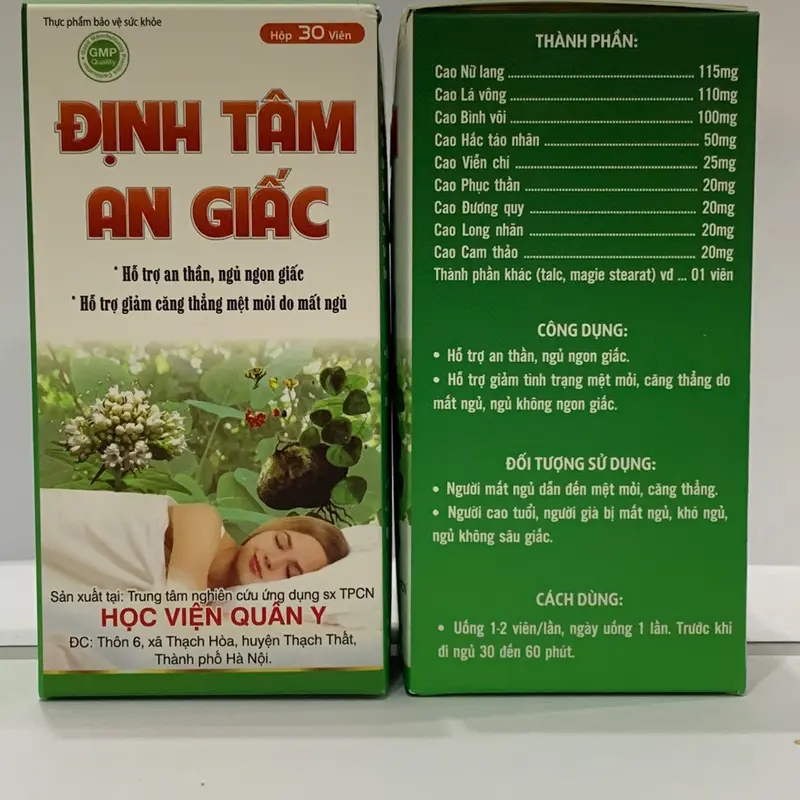 Thực phẩm bảo vệ sức khỏe
GMP
Quality
Hộp 30 Viên
ĐỊNH TÂM
AN GIẤC
* Hỗ trợ an thần, ngủ ngon giấc
* Hỗ trợ giảm căng thẳng mệt mỏi do mất ngủ
Sản xuất tại: Trung tâm nghiên cứu ứng dụng sx TPCN
HỌC VIỆN QUÂN Y
ĐC: Thôn 6, xã Thạch Hòa, huyện Thạch Thất,
Thành phố Hà Nội.
THÀNH PHẦN:
Cao Nữ lang ........ 115mg
Cao Lá vông ........ 110mg
Cao Bình vôi ........ 100mg
Cao Hắc táo nhân ........ 50mg
Cao Viễn chí ........ 25mg
Cao Phục thần ........ 20mg
Cao Đương quy ........ 20mg
Cao Long nhãn ........ 20mg
Cao Cam thảo ........ 20mg
Thành phần khác (talc, magie stearat) vđ ... 01 viên
CÔNG DỤNG:
• Hỗ trợ an thần, ngủ ngon giấc.
• Hỗ trợ giảm tình trạng mệt mỏi, căng thẳng do
mất ngủ, ngủ không ngon giấc.
ĐỐI TƯỢNG SỬ DỤNG:
• Người mất ngủ dẫn đến mệt mỏi, căng thẳng.
• Người cao tuổi, người già bị mất ngủ, khó ngủ,
ngủ không sâu giấc.
CÁCH DÙNG:
• Uống 1-2 viên/lần, ngày uống 1 lần. Trước khi
đi ngủ 30 đến 60 phút.